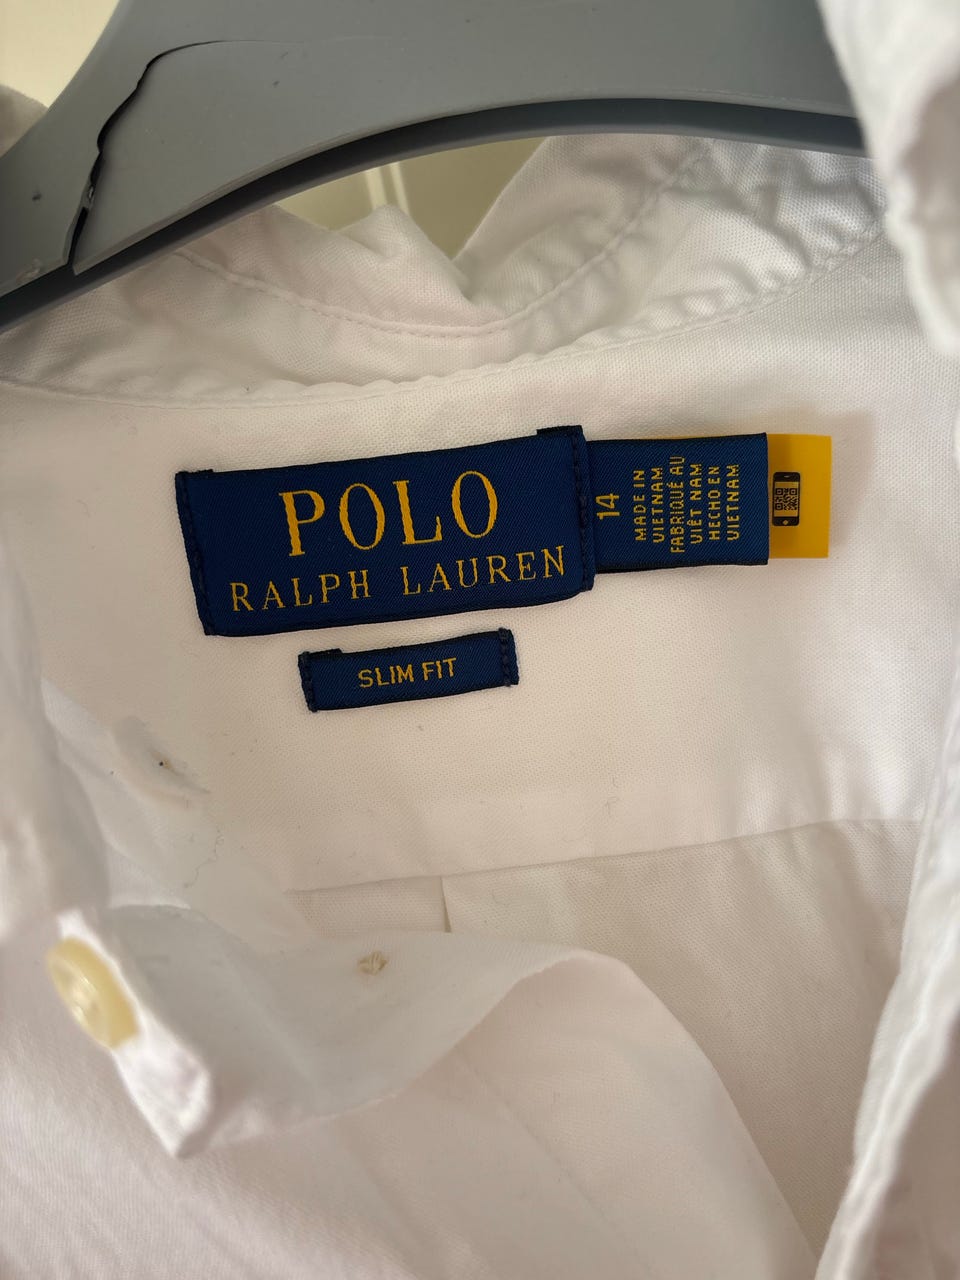 POLO
RALPH LAUREN
SLIM FIT
14
MADE IN
VIETNAM
FABRIQUÉ AU
VIÊT NAM
HECHO EN
VIETNAM